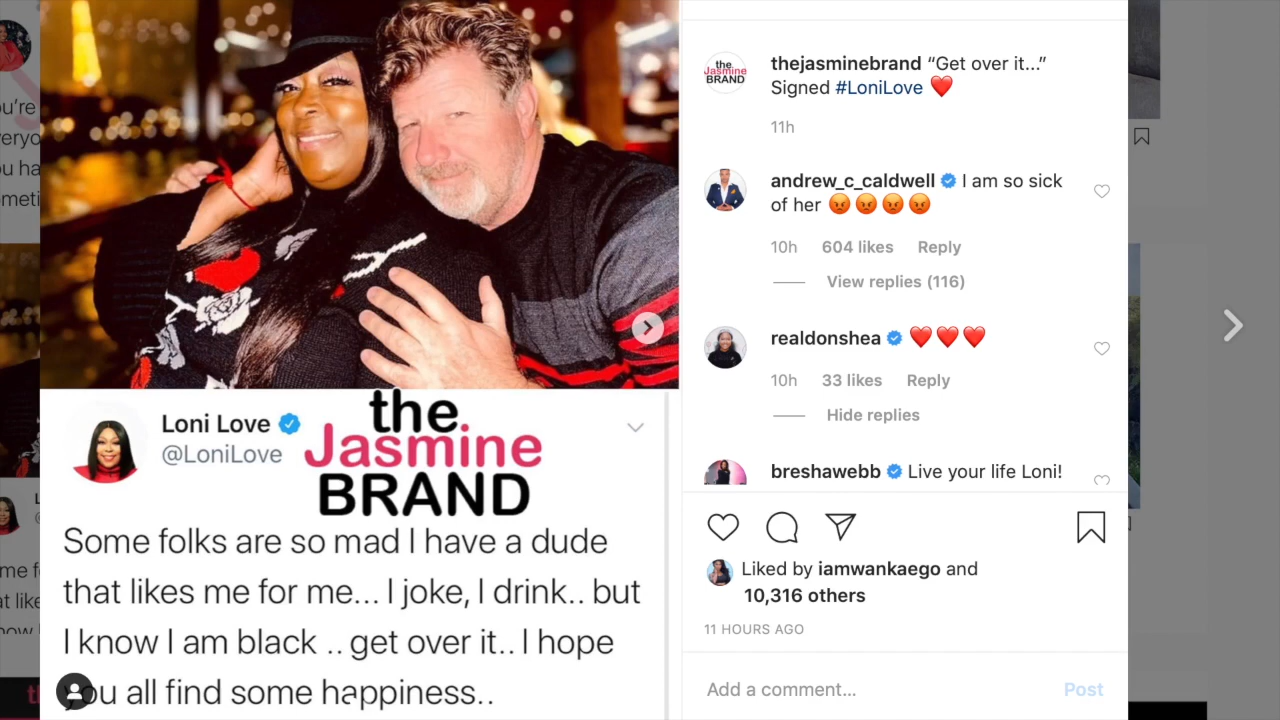 the
Jasmine
BRAND
thejasminebrand “Get over it...”
Signed #LoniLove ❤️
11h
andrew_c_caldwell I am so sick
of her 😡😡😡😡
10h 604 likes Reply
View replies (116)
realdonshea ❤️❤️❤️
10h 33 likes Reply
Hide replies
breshawebb Live your life Loni!
Liked by iamwankaego and
10,316 others
11 HOURS AGO
Add a comment... Post
Loni Love
@LoniLove
the
Jasmine
BRAND
Some folks are so mad I have a dude
that likes me for me... I joke, I drink.. but
I know I am black .. get over it.. I hope
you all find some happiness..